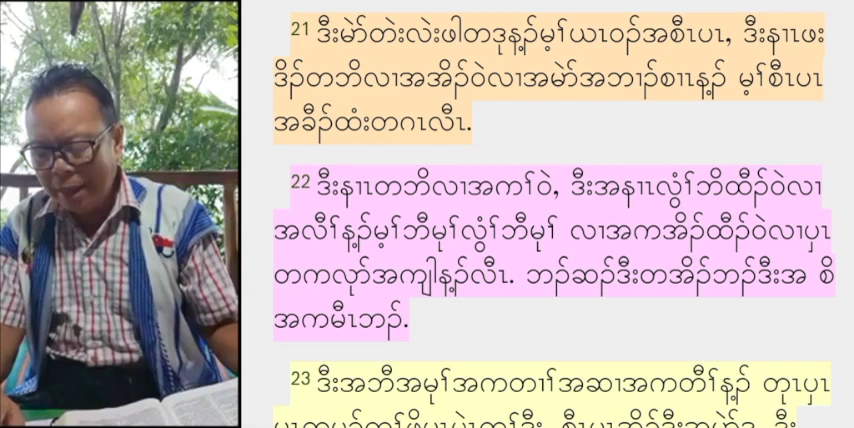 21 ဒီးမဲာ်တဲးလဲးဖါတဒုန့ၣ်မ့ၢ်ယၤဝၣ်အစီၤပၤ, ဒီးနၢၤဖး
ဒိၣ်တဘိလၢအအိၣ်ဝဲလၢအမဲာ်အဘၢၣ်စၢၤန့ၣ် မ့ၢ်စီၤပၤ
အခီၣ်ထံးတဂၤလီၤ.
22 ဒီးနၢၤတဘိလၢအကၢ်ဝဲ, ဒီးအနၢၤလွံၢ်ဘိထီၣ်ဝဲလၢ
အလီၢ်န့ၣ်မ့ၢ်ဘီမုၢ်လွံၢ်ဘီမုၢ် လၢအကအိၣ်ထီၣ်ဝဲလၢပှၤ
တကလုာ်အကျါန့ၣ်လီၤ. ဘၣ်ဆၣ်ဒီးတအိၣ်ဘၣ်ဒီးအ စိ
အကမီၤဘၣ်.
23 ဒီးအဘီအမုၢ်အကတၢၢ်အဆၢအကတီၢ်န့ၣ် တုၤပှၤ